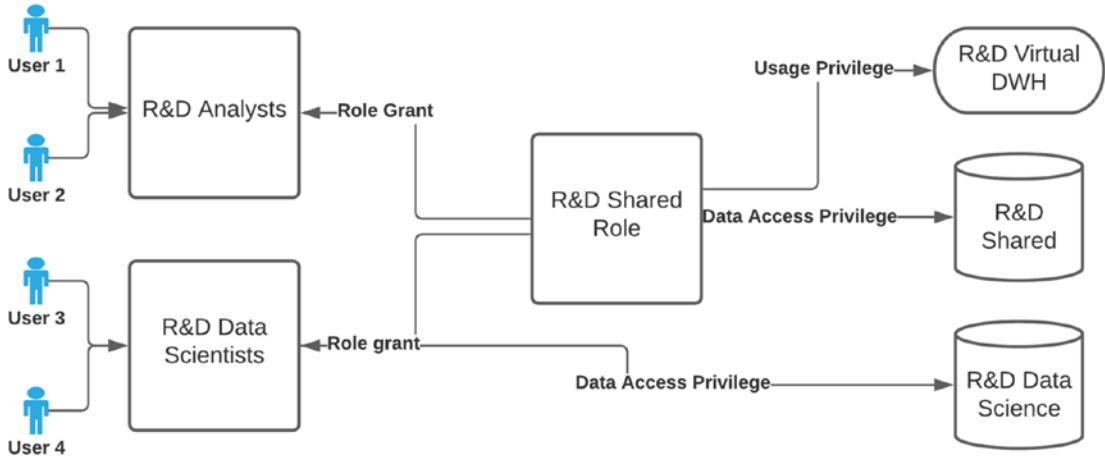 User 1
User 2
R&D Analysts
Role Grant
User 3
User 4
R&D Data
Scientists
Role grant
R&D Shared
Role
Usage Privilege
R&D Virtual
DWH
Data Access Privilege
R&D
Shared
Data Access Privilege
R&D Data
Science